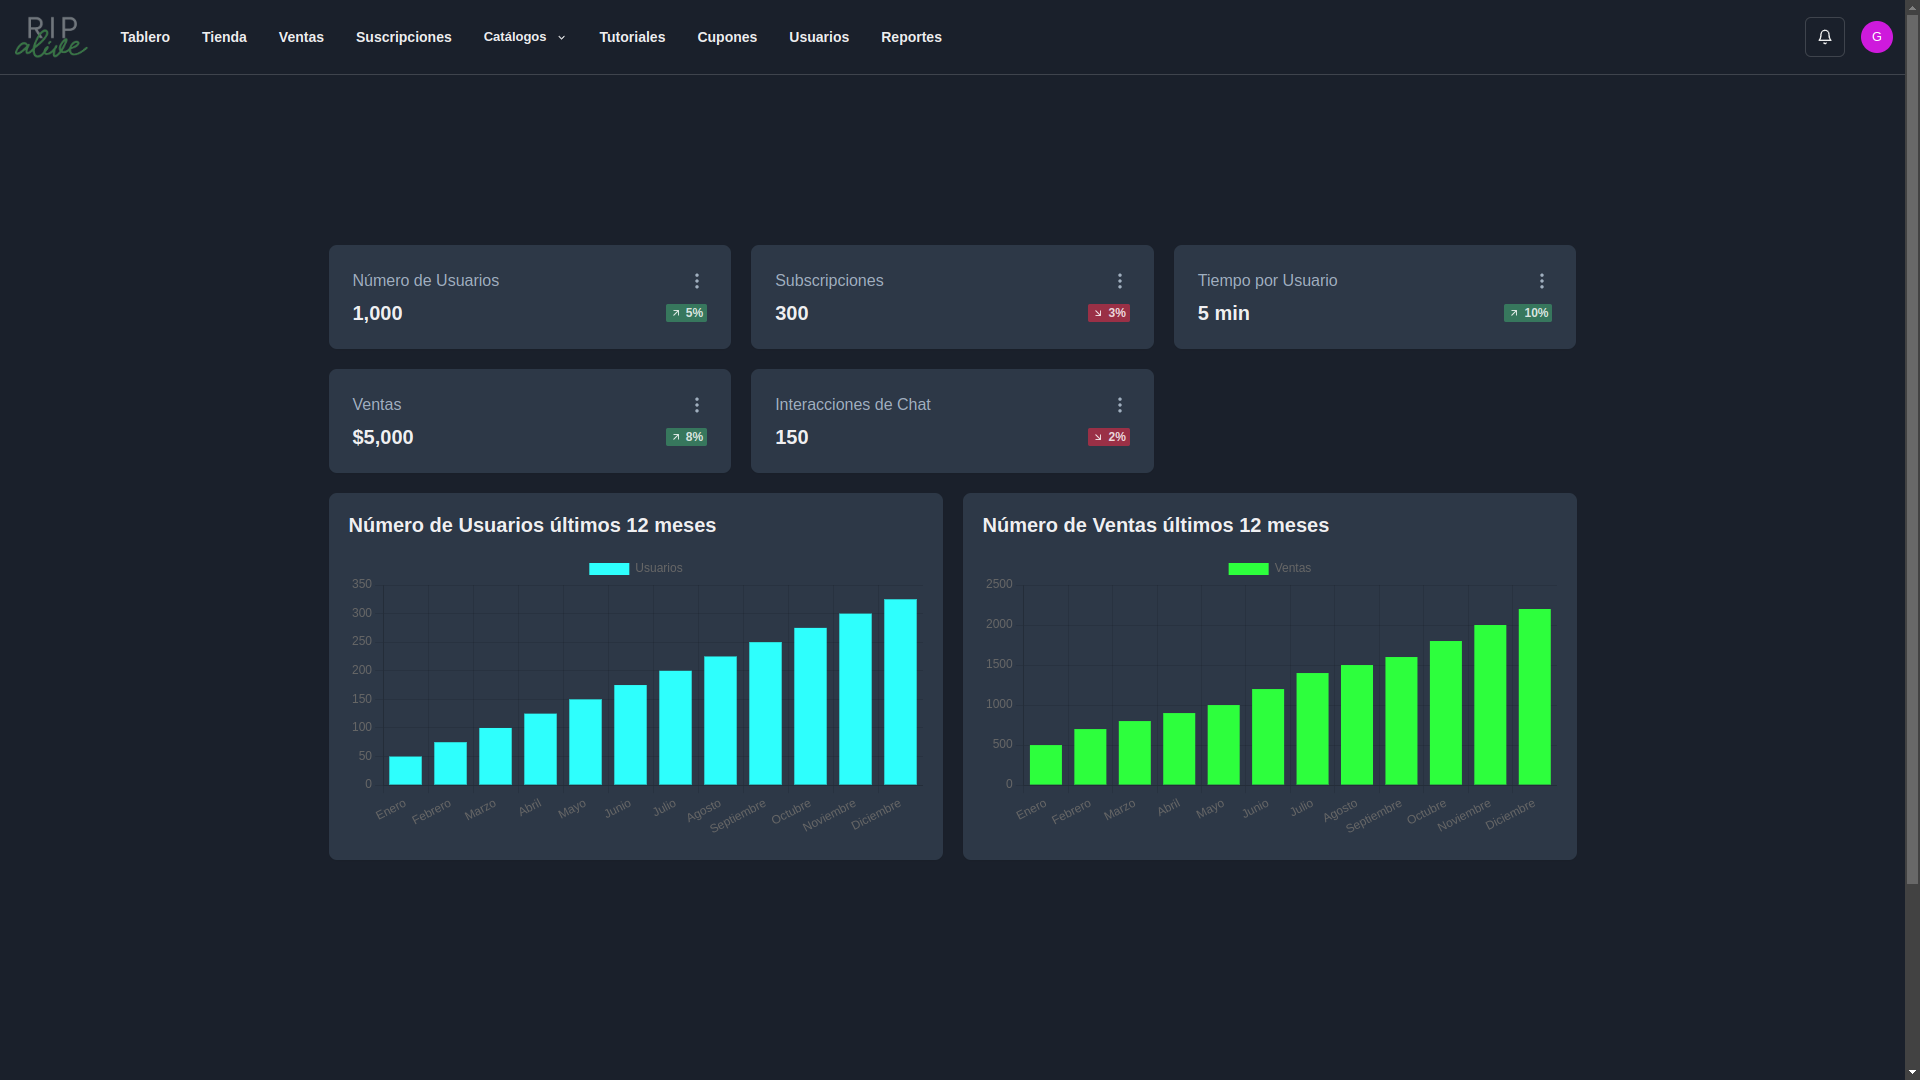 RIP
alive
Tablero Tienda Ventas Suscripciones Catálogos Tutoriales Cupones Usuarios Reportes G
Número de Usuarios
1,000 5%
Subscripciones
300 3%
Tiempo por Usuario
5 min 10%
Ventas
$5,000 8%
Interacciones de Chat
150 2%
Número de Usuarios últimos 12 meses
Usuarios
350
300
250
200
150
100
50
0
Enero Febrero Marzo Abril Mayo Junio Julio Agosto Septiembre Octubre Noviembre Diciembre
Número de Ventas últimos 12 meses
Ventas
2500
2000
1500
1000
500
0
Enero Febrero Marzo Abril Mayo Junio Julio Agosto Septiembre Octubre Noviembre Diciembre